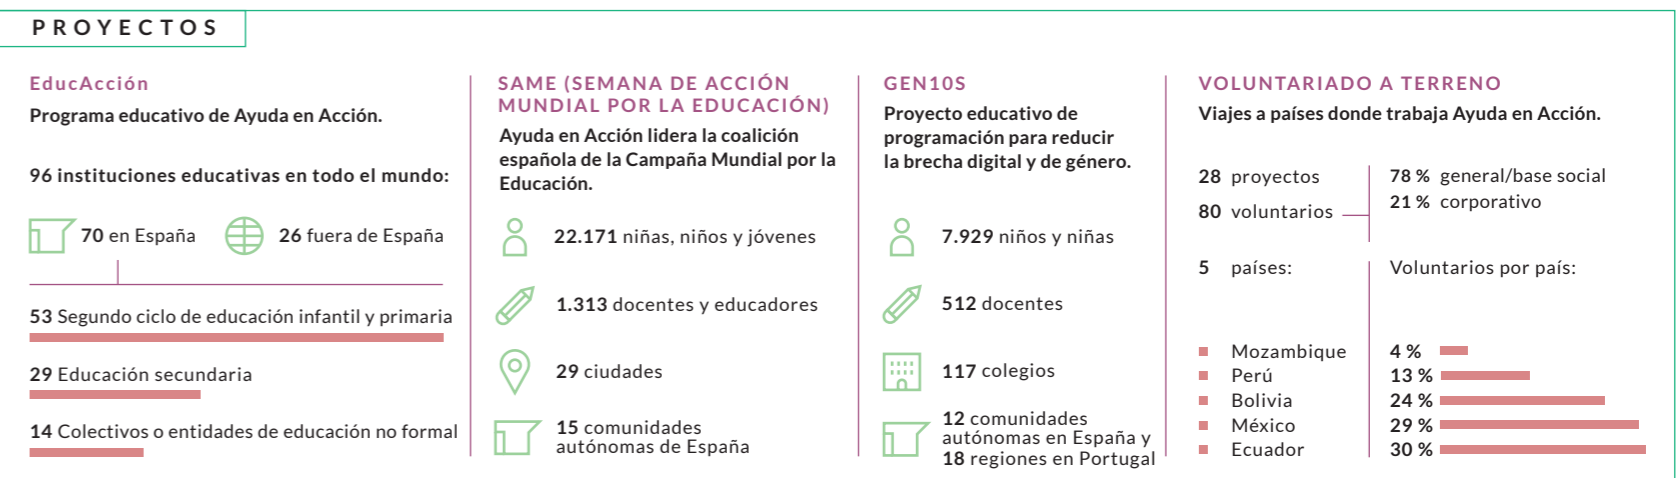 PROYECTOS
EducAcción
Programa educativo de Ayuda en Acción.
96 instituciones educativas en todo el mundo:
70 en España
26 fuera de España
53 Segundo ciclo de educación infantil y primaria
29 Educación secundaria
14 Colectivos o entidades de educación no formal
SAME (SEMANA DE ACCIÓN
MUNDIAL POR LA EDUCACIÓN)
Ayuda en Acción lidera la coalición
española de la Campaña Mundial por la
Educación.
22.171 niñas, niños y jóvenes
1.313 docentes y educadores
29 ciudades
15 comunidades
autónomas de España
GEN10S
Proyecto educativo de
programación para reducir
la brecha digital y de género.
7.929 niños y niñas
512 docentes
117 colegios
12 comunidades
autónomas en España y
18 regiones en Portugal
VOLUNTARIADO A TERRENO
Viajes a países donde trabaja Ayuda en Acción.
28 proyectos
80 voluntarios
78 % general/base social
21 % corporativo
5 países:
Voluntarios por país:
Mozambique 4 %
Perú 13 %
Bolivia 24 %
México 29 %
Ecuador 30 %